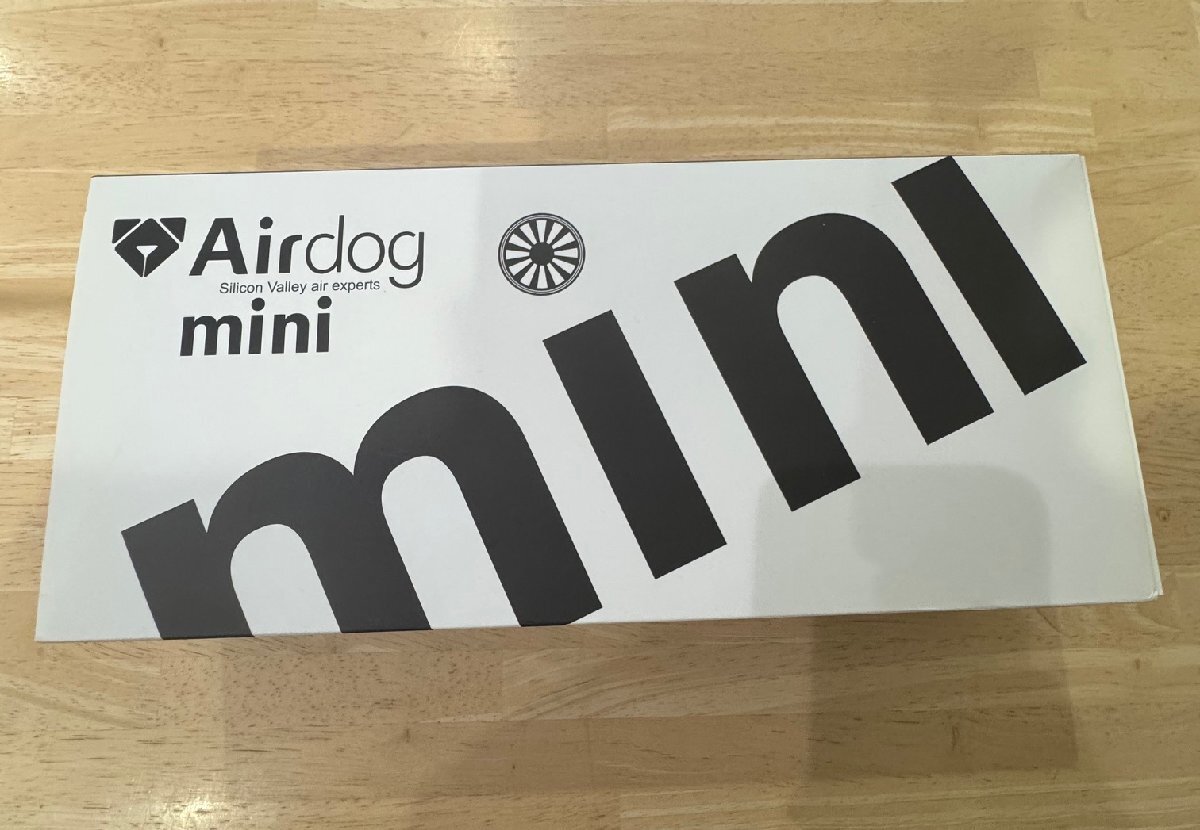 Airdog
Silicon Valley air experts
mini
mini